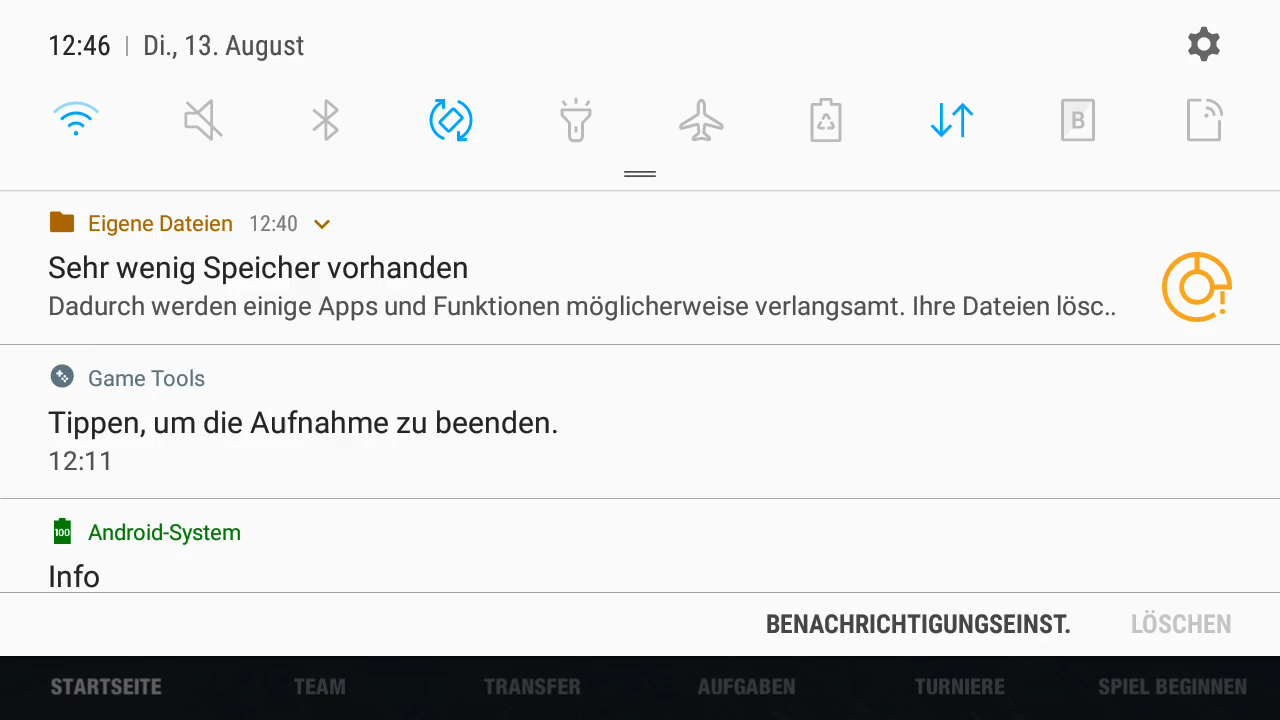 12:46 | Di., 13. August
B
Eigene Dateien 12:40
Sehr wenig Speicher vorhanden
Dadurch werden einige Apps und Funktionen möglicherweise verlangsamt. Ihre Dateien lösc..
Game Tools
Tippen, um die Aufnahme zu beenden.
12:11
100 Android-System
Info
BENACHRICHTIGUNGSEINST. LÖSCHEN
STARTSEITE TEAM TRANSFER AUFGABEN TURNIERE SPIEL BEGINNEN